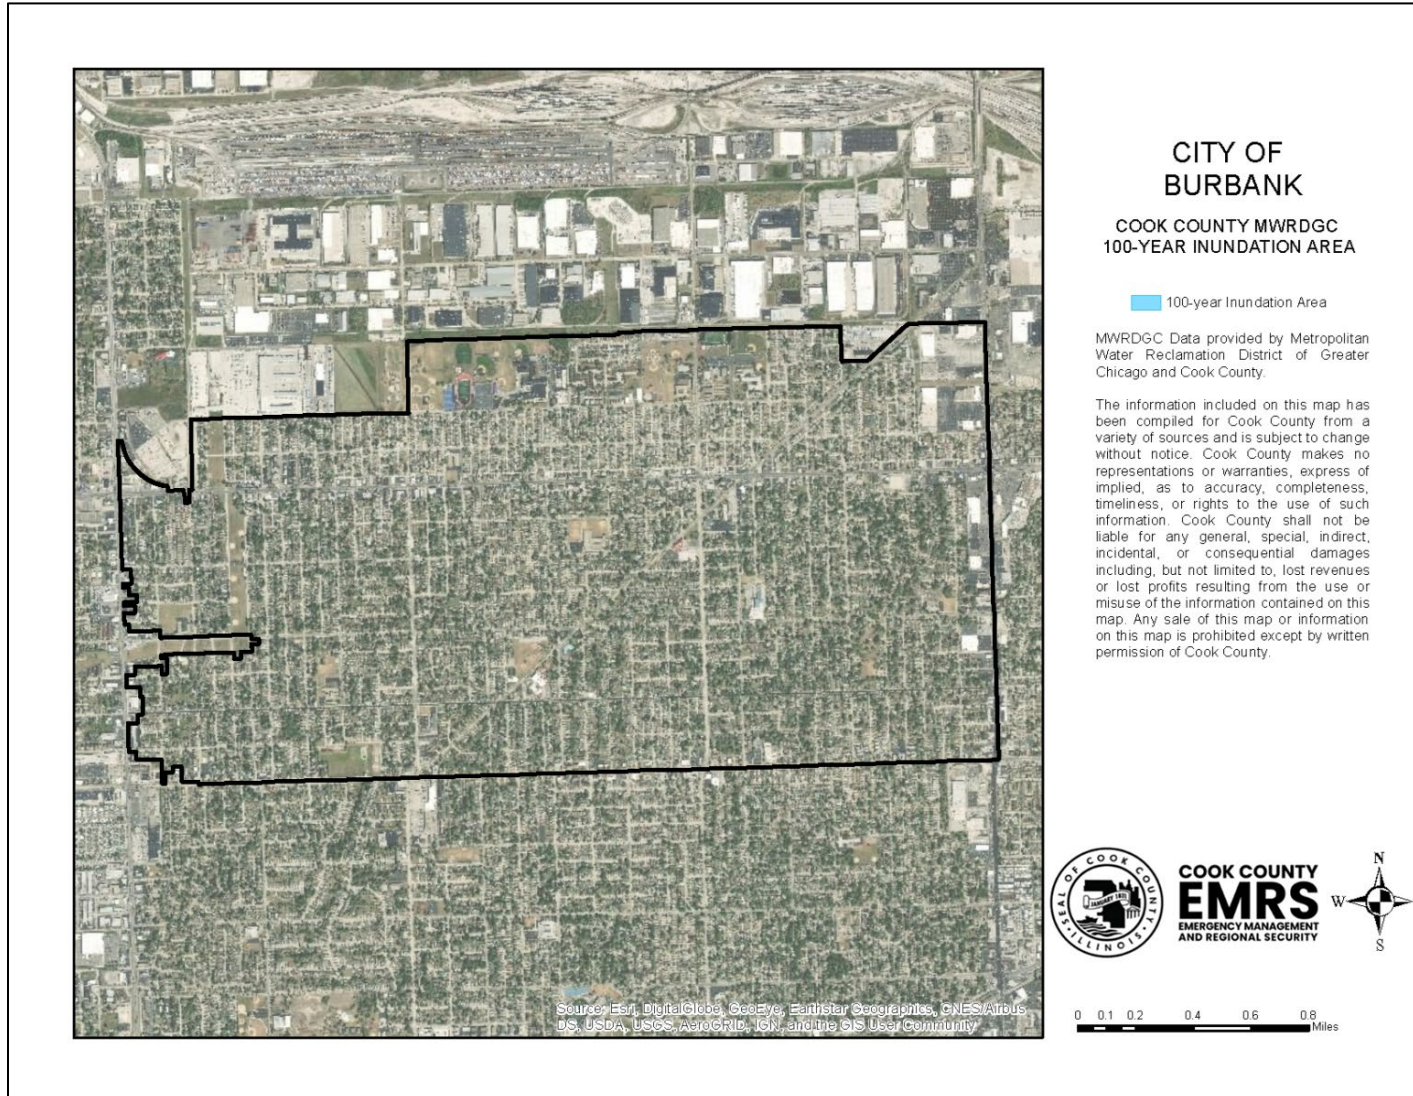 CITY OF
BURBANK
COOK COUNTY MWRDGC
100-YEAR INUNDATION AREA
100-year Inundation Area
MWRDGC Data provided by Metropolitan
Water Reclamation District of Greater
Chicago and Cook County.
The information included on this map has
been compiled for Cook County from a
variety of sources and is subject to change
without notice. Cook County makes no
representations or warranties, express of
implied, as to accuracy, completeness,
timeliness, or rights to the use of such
information. Cook County shall not be
liable for any general, special, indirect,
incidental, or consequential damages
including, but not limited to, lost revenues
or lost profits resulting from the use or
misuse of the information contained on this
map. Any sale of this map or information
on this map is prohibited except by written
permission of Cook County.
SEAL OF COOK COUNTY
JANUARY 1831
ILLINOIS
COOK COUNTY
EMRS
EMERGENCY MANAGEMENT
AND REGIONAL SECURITY
N
W
S
Source: Esri, DigitalGlobe, GeoEye, Earthstar Geographics, CNES/Airbus
DS, USDA, USGS, AeroGRID, IGN, and the GIS User Community
0 0.1 0.2 0.4 0.6 0.8
Miles